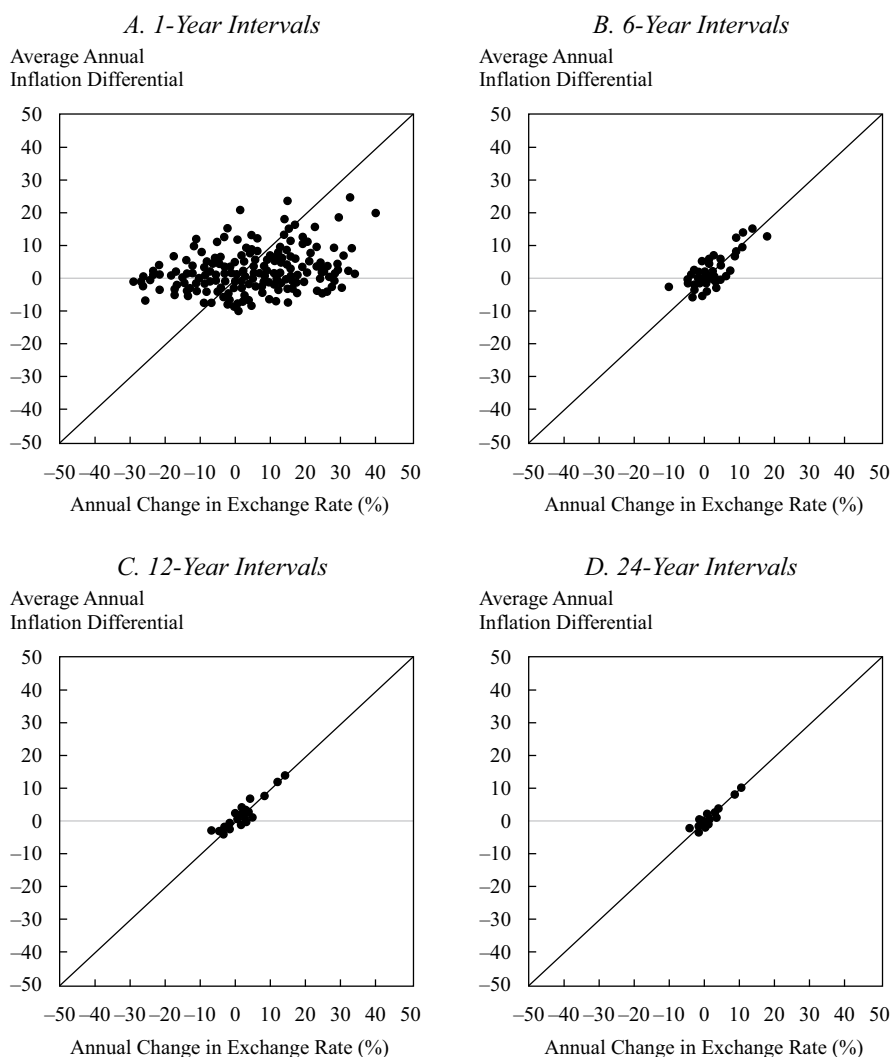 A. 1-Year Intervals
Average Annual
Inflation Differential
50
40
30
20
10
0
–10
–20
–30
–40
–50
–50 –40 –30 –20 –10 0 10 20 30 40 50
Annual Change in Exchange Rate (%)
B. 6-Year Intervals
Average Annual
Inflation Differential
50
40
30
20
10
0
–10
–20
–30
–40
–50
–50 –40 –30 –20 –10 0 10 20 30 40 50
Annual Change in Exchange Rate (%)
C. 12-Year Intervals
Average Annual
Inflation Differential
50
40
30
20
10
0
–10
–20
–30
–40
–50
–50 –40 –30 –20 –10 0 10 20 30 40 50
Annual Change in Exchange Rate (%)
D. 24-Year Intervals
Average Annual
Inflation Differential
50
40
30
20
10
0
–10
–20
–30
–40
–50
–50 –40 –30 –20 –10 0 10 20 30 40 50
Annual Change in Exchange Rate (%)